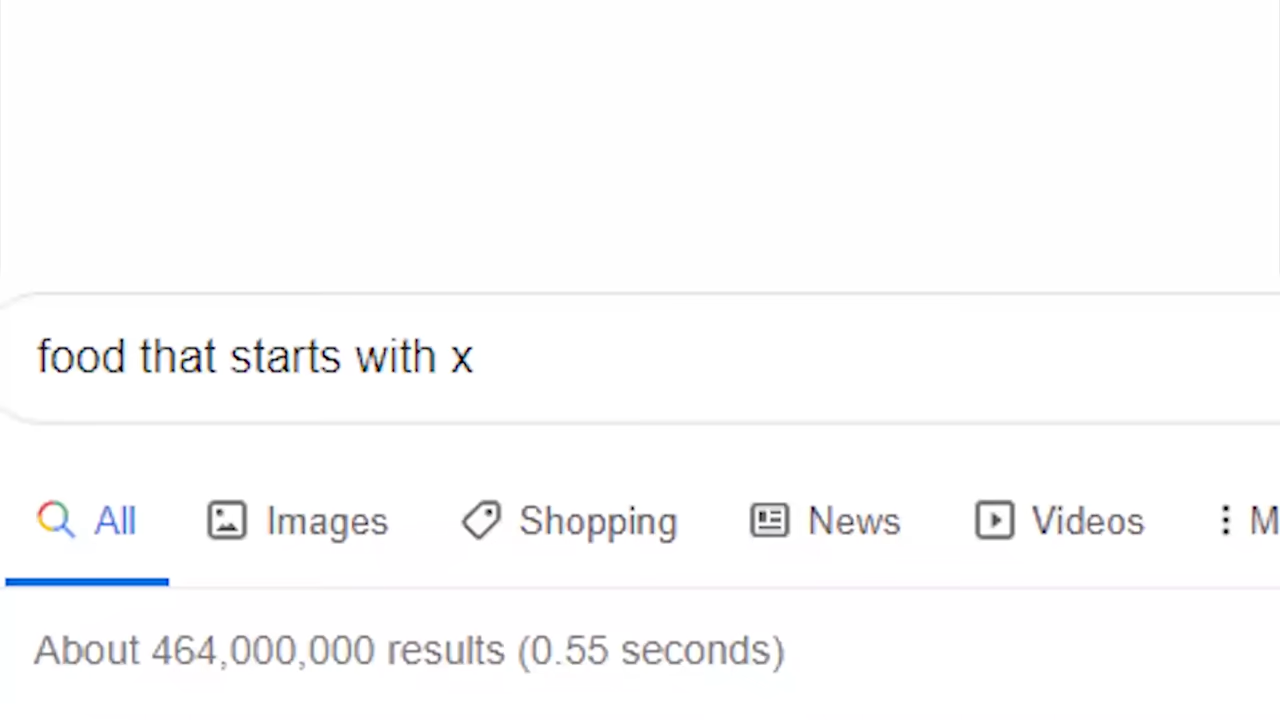 food that starts with x
All Images Shopping News Videos M
About 464,000,000 results (0.55 seconds)